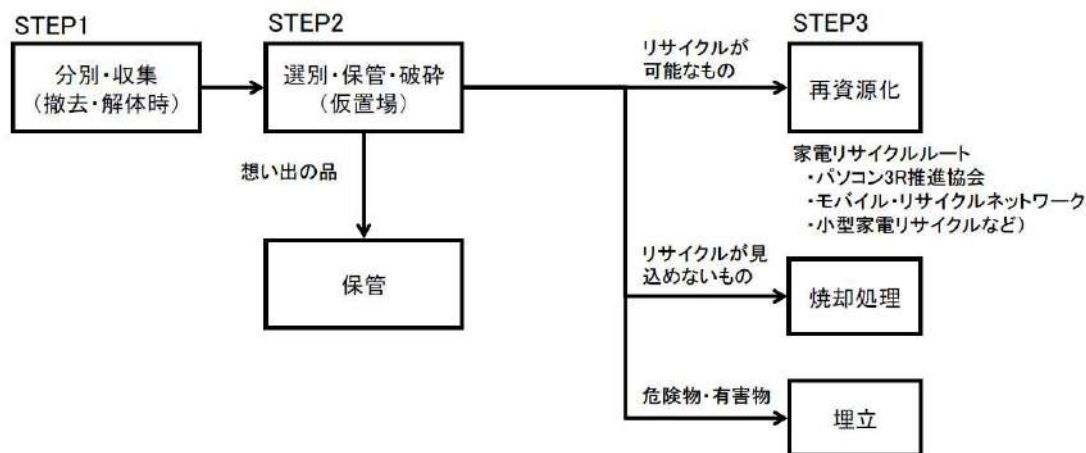 STEP1
分別・収集
(撤去・解体時)
STEP2
選別・保管・破砕
(仮置場)
想い出の品
保管
リサイクルが
可能なもの
STEP3
再資源化
家電リサイクルルート
・パソコン3R推進協会
・モバイル・リサイクルネットワーク
・小型家電リサイクルなど)
リサイクルが見
込めないもの
焼却処理
危険物・有害物
埋立